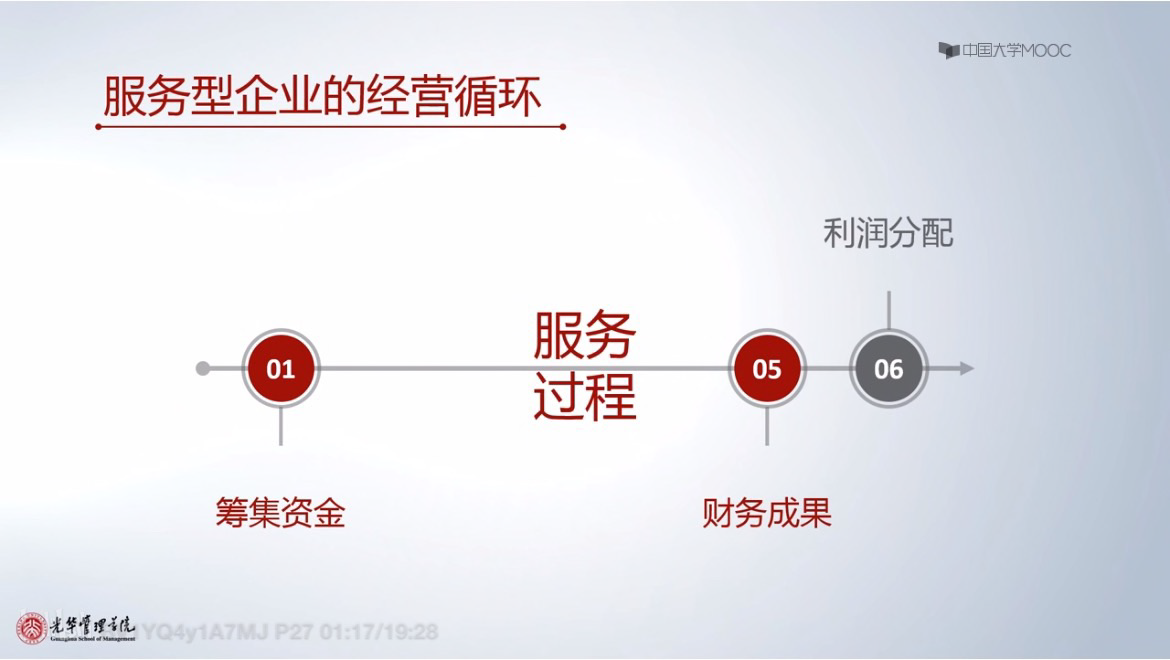 中国大学MOOC
服务型企业的经营循环
利润分配
服务
过程
01
05
06
筹集资金
财务成果
光华管理学院
Guanghua School of Management
YQ4y1A7MJ P27 01:17/19:28